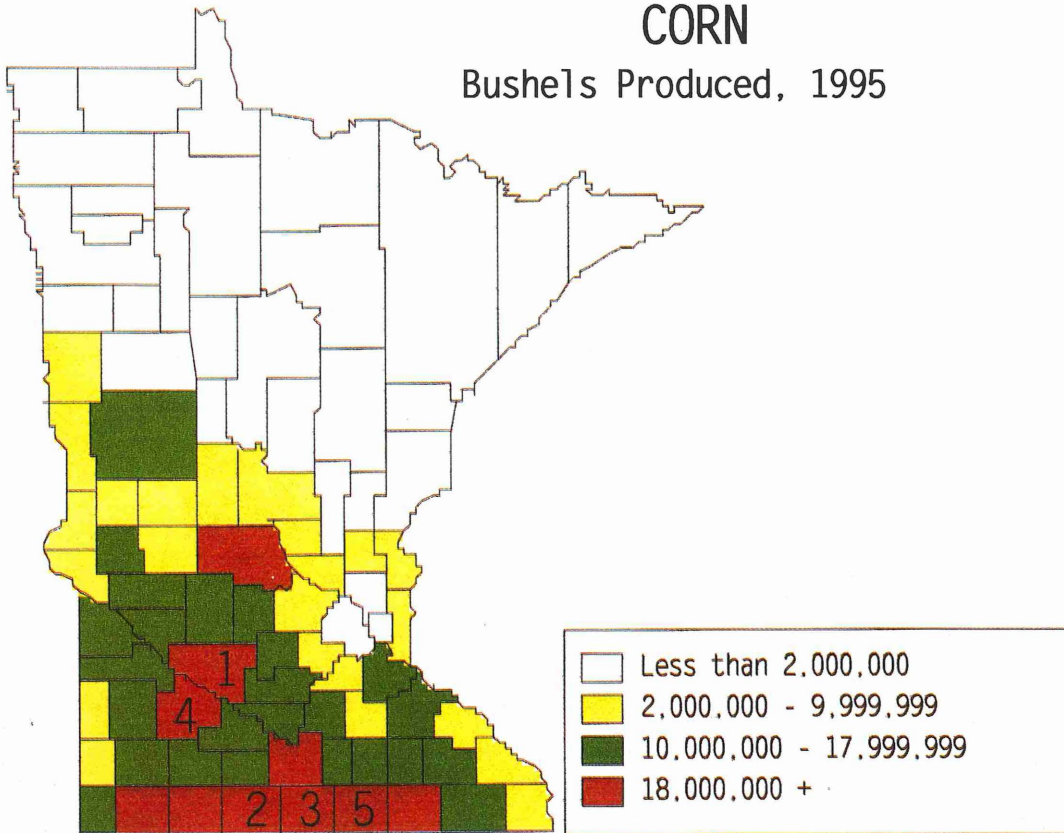 CORN
Bushels Produced, 1995
1
4
2 3 5
Less than 2,000,000
2,000,000 - 9,999,999
10,000,000 - 17,999,999
18,000,000 +